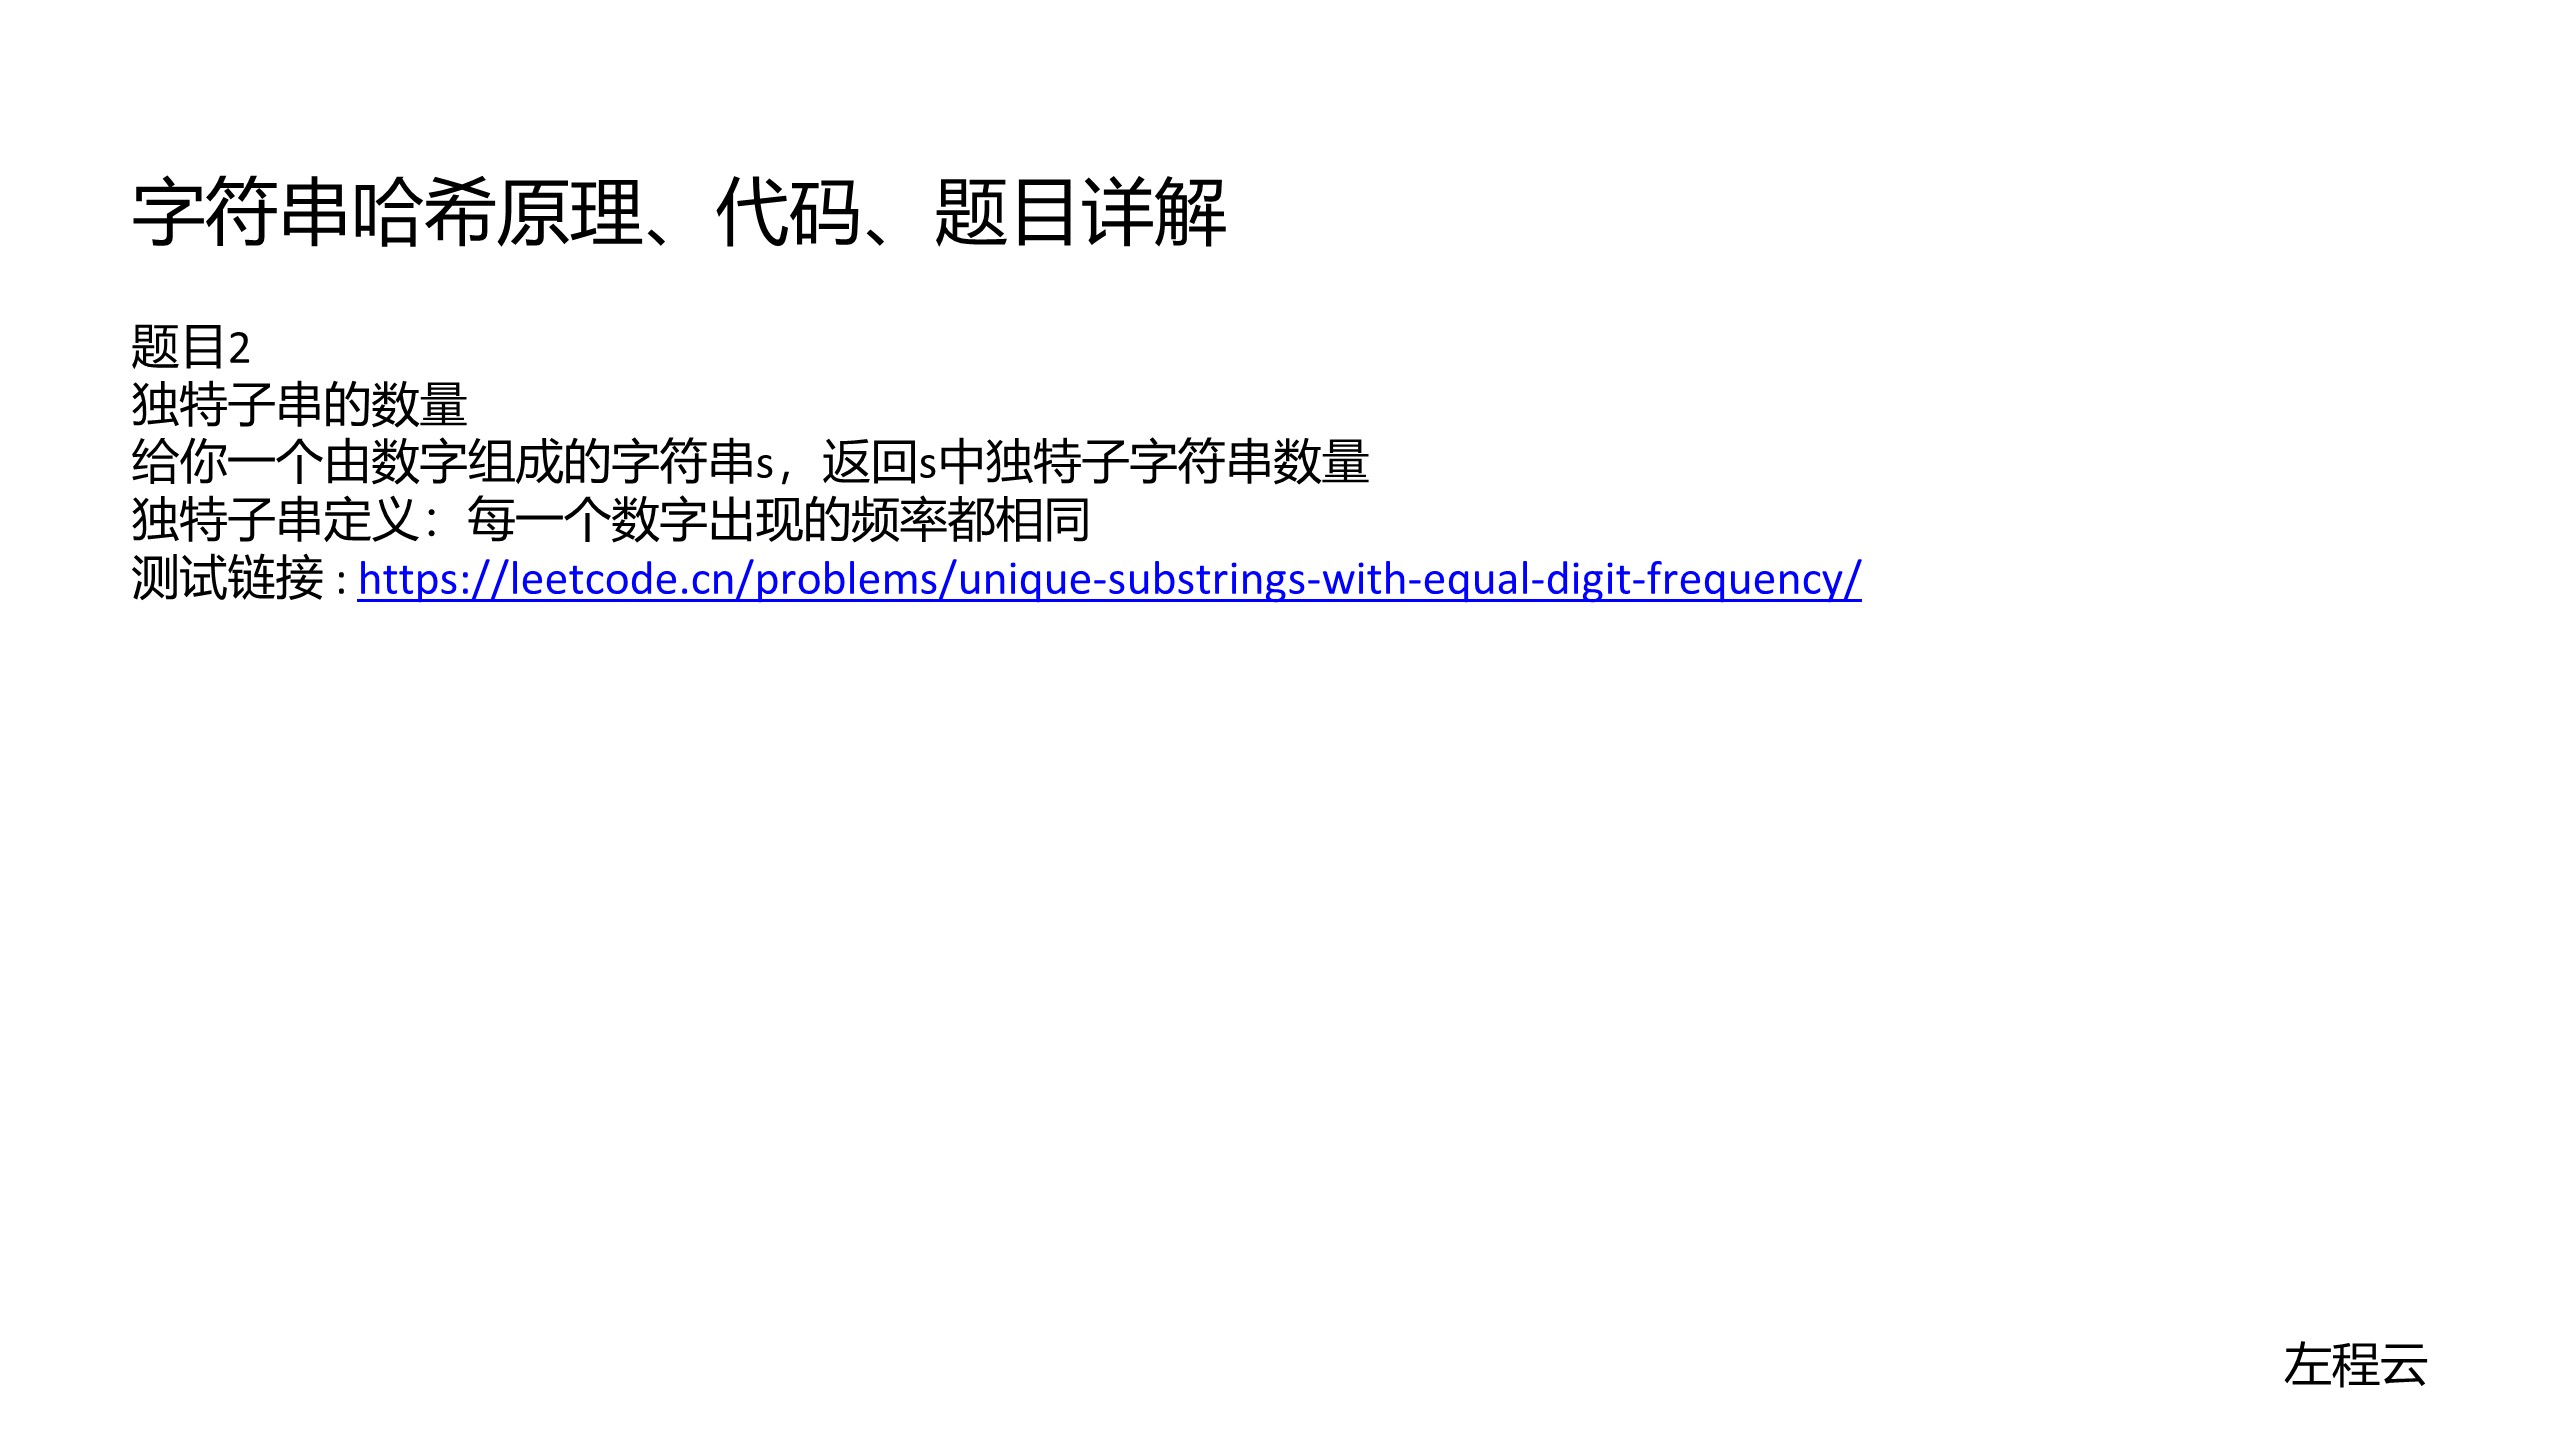 字符串哈希原理、代码、题目详解
题目2
独特子串的数量
给你一个由数字组成的字符串s，返回s中独特子字符串数量
独特子串定义：每一个数字出现的频率都相同
测试链接 : https://leetcode.cn/problems/unique-substrings-with-equal-digit-frequency/
左程云